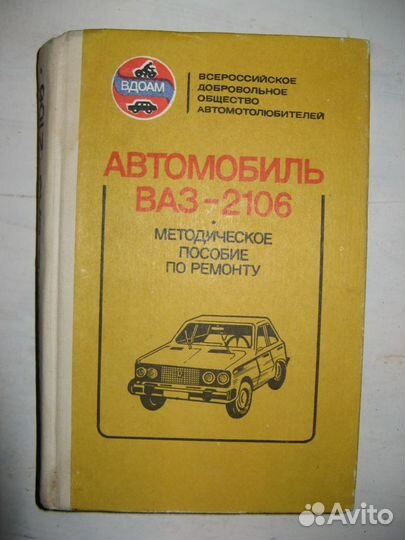 ВДОАМ
ВСЕРОССИЙСКОЕ
ДОБРОВОЛЬНОЕ
ОБЩЕСТВО
АВТОМОТОЛЮБИТЕЛЕЙ
АВТОМОБИЛЬ
ВАЗ-2106
МЕТОДИЧЕСКОЕ
ПОСОБИЕ
ПО РЕМОНТУ
Avito